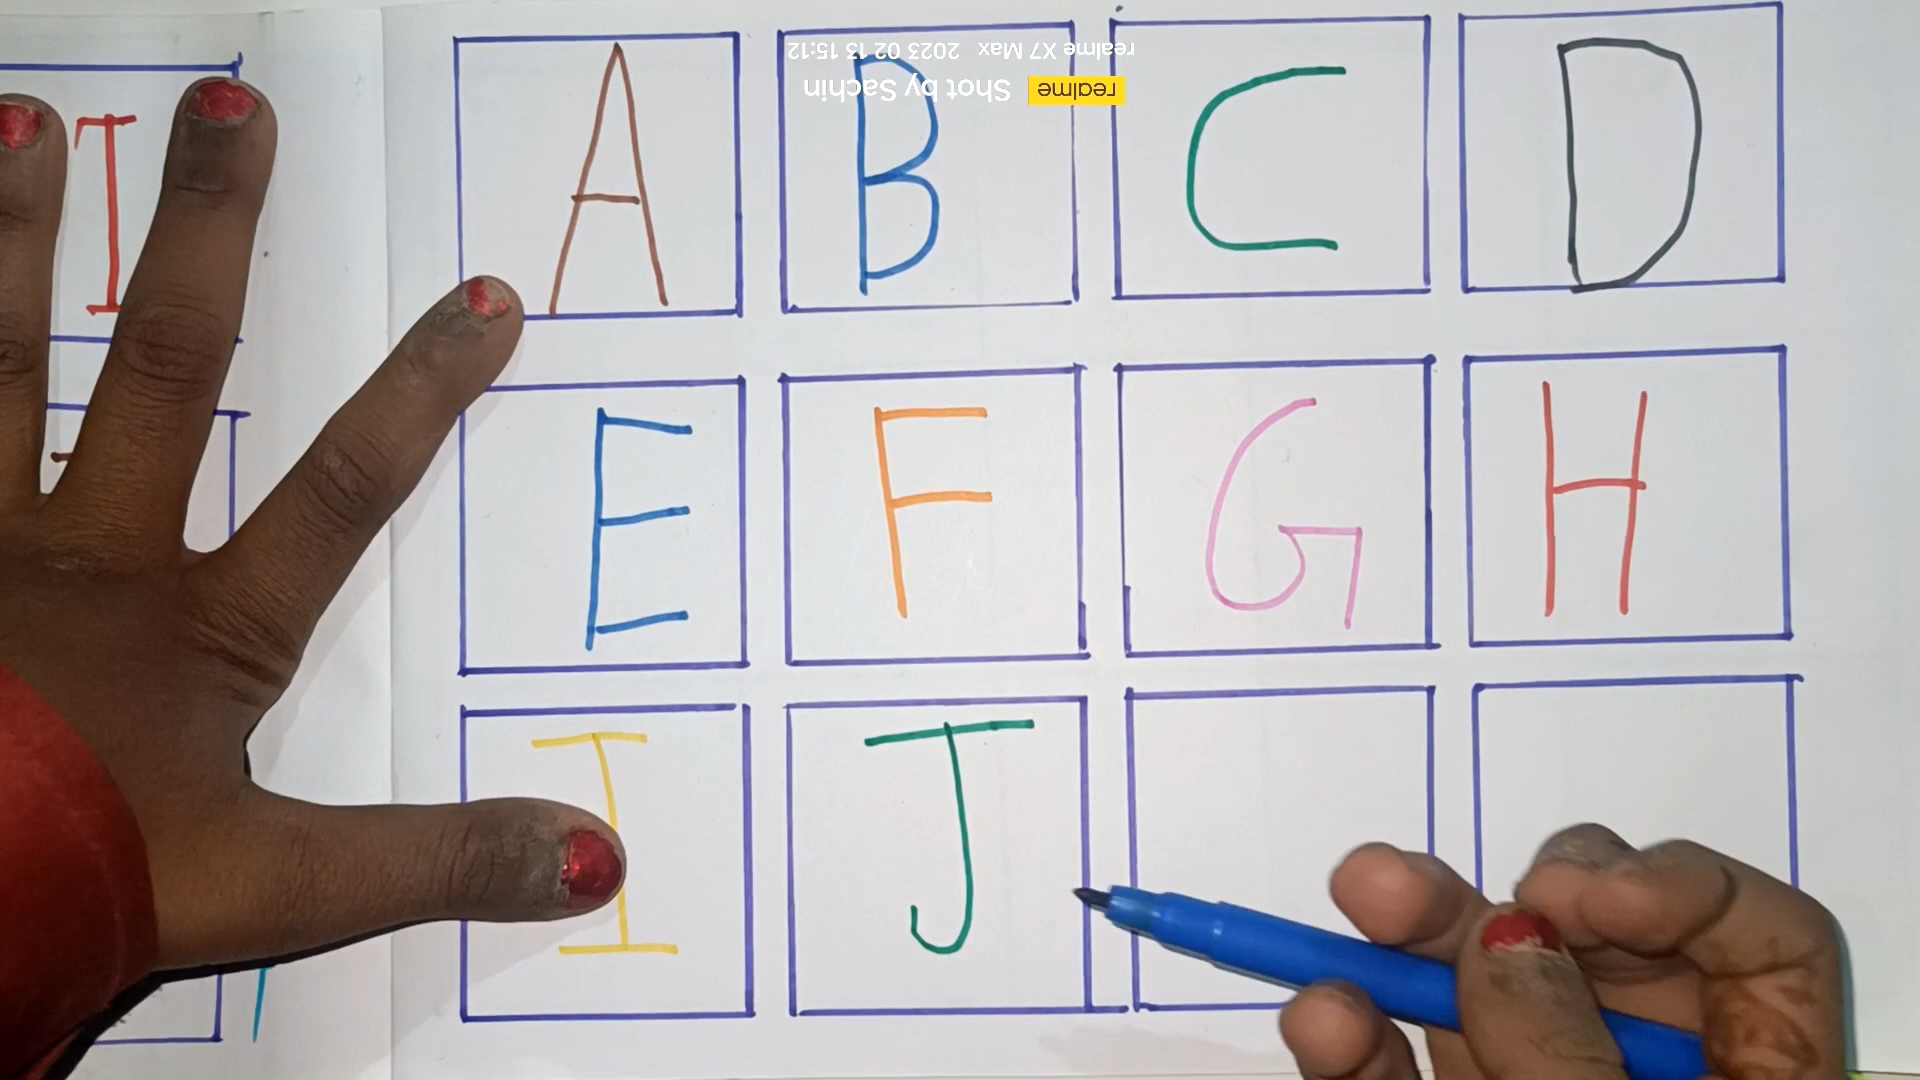 I
A B C D
realme X7 Max 2023 02 13 15:12
realme Shot by Sachin
E F G H
I J